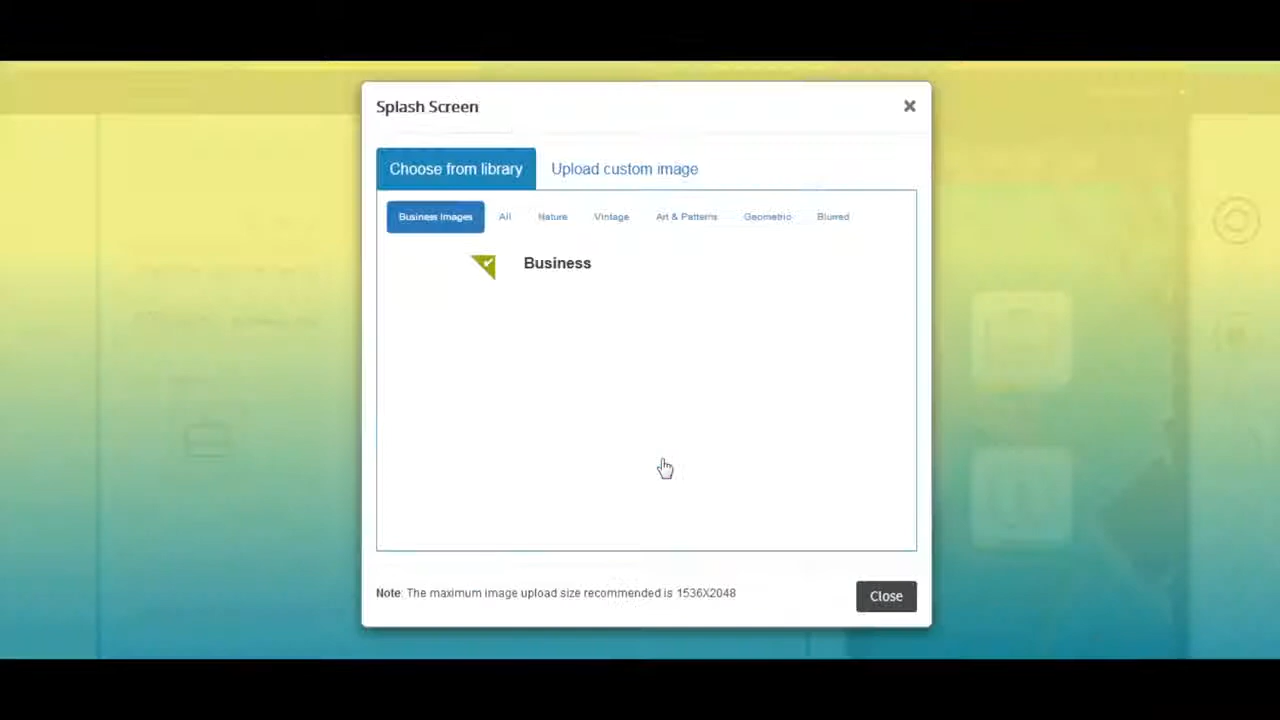 Splash Screen
Choose from library
Upload custom image
Business Images
All
Nature
Vintage
Art & Patterns
Geometric
Blurred
Business
Note: The maximum image upload size recommended is 1536X2048
Close